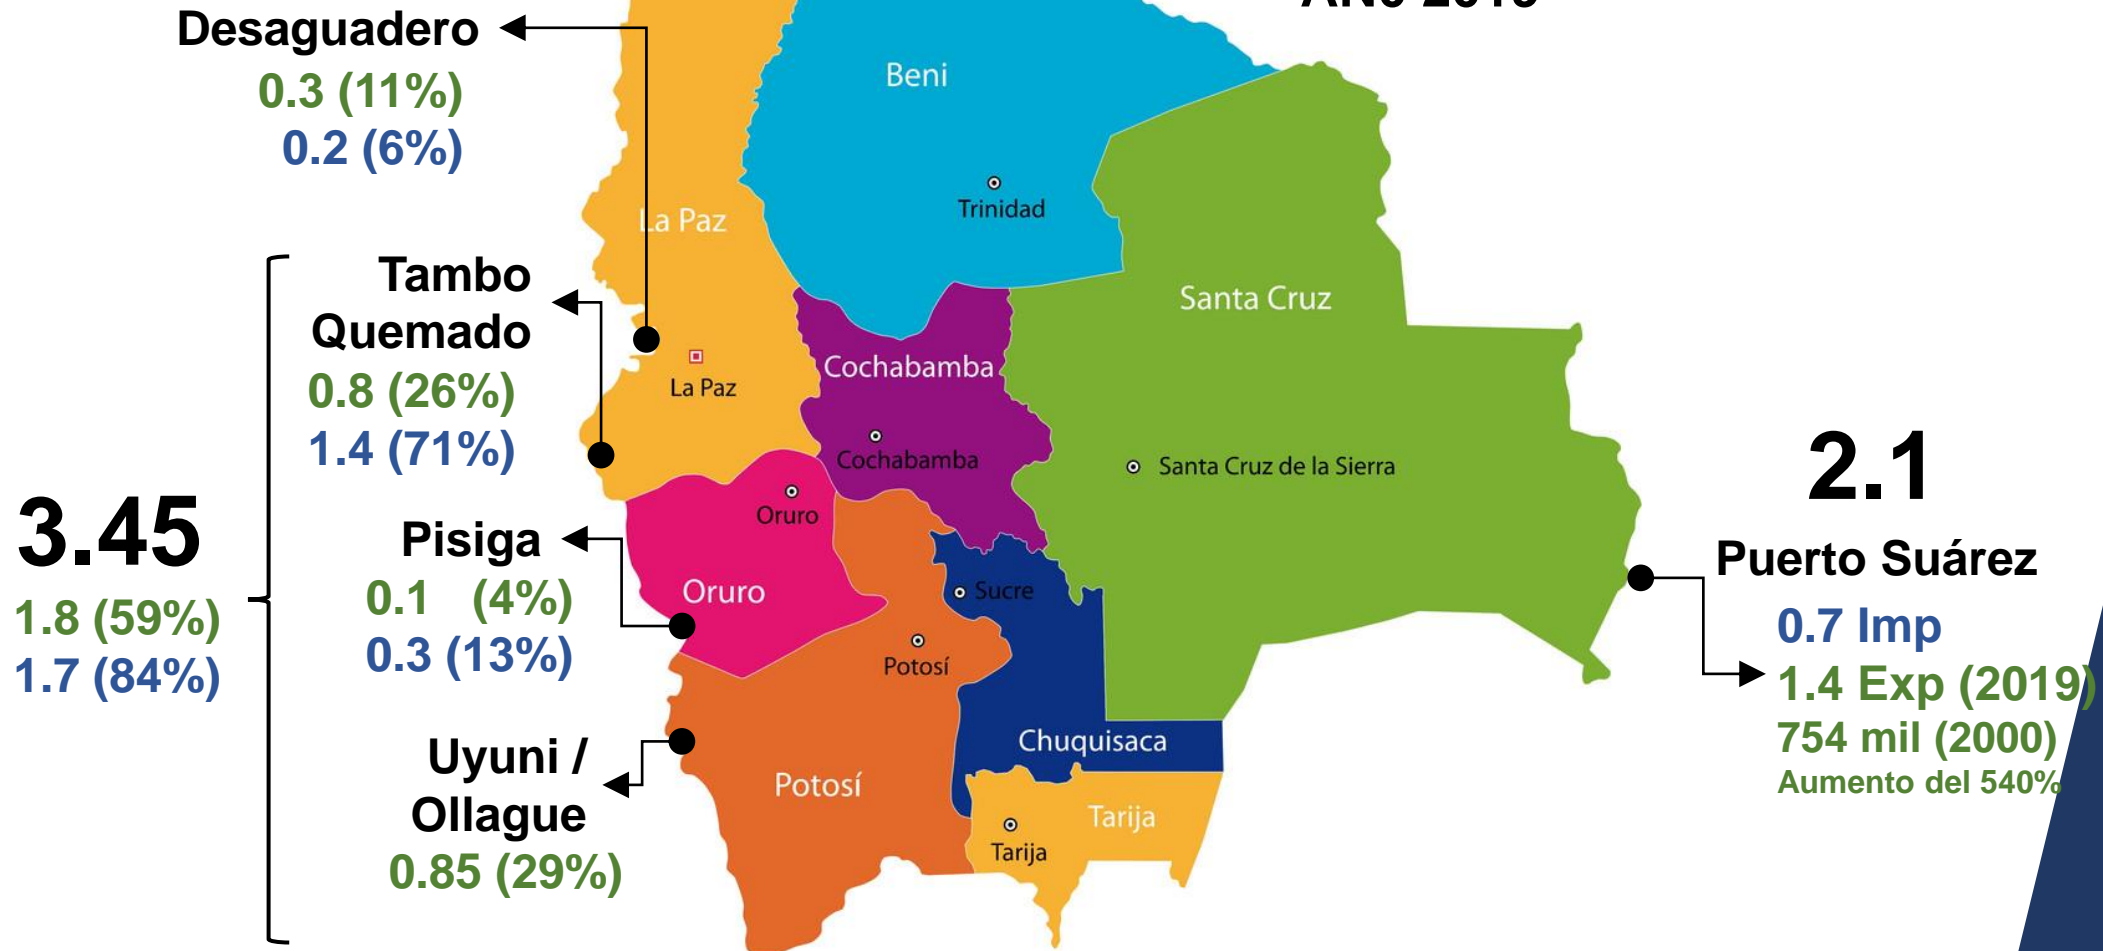 Desaguadero
0.3 (11%)
0.2 (6%)
Tambo
Quemado
0.8 (26%)
1.4 (71%)
3.45
1.8 (59%)
1.7 (84%)
Pisiga
0.1 (4%)
0.3 (13%)
Uyuni /
Ollague
0.85 (29%)
Beni
Trinidad
La Paz
La Paz
Santa Cruz
Cochabamba
Cochabamba
Santa Cruz de la Sierra
Oruro
Oruro
Sucre
Potosí
Potosí
Chuquisaca
Tarija
Tarija
2.1
Puerto Suárez
0.7 Imp
1.4 Exp (2019)
754 mil (2000)
Aumento del 540%